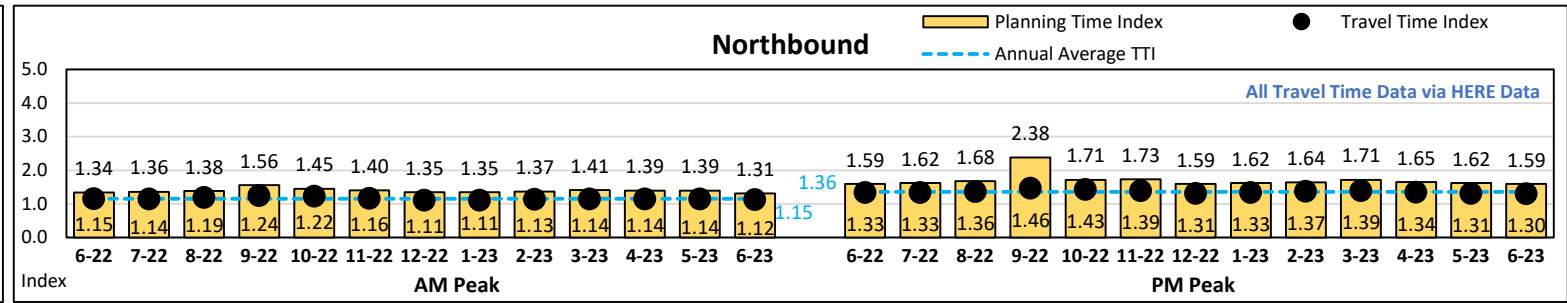 Planning Time Index
Travel Time Index
Northbound
Annual Average TTI
5.0
All Travel Time Data via HERE Data
4.0
3.0
2.38
2.0
1.34 1.36 1.38 1.56 1.45 1.40 1.35 1.35 1.37 1.41 1.39 1.39 1.31
1.59 1.62 1.68 1.71 1.73 1.59 1.62 1.64 1.71 1.65 1.62 1.59
1.36
1.0
1.15
1.15 1.14 1.19 1.24 1.22 1.16 1.11 1.11 1.13 1.14 1.14 1.14 1.12
1.33 1.33 1.36 1.46 1.43 1.39 1.31 1.33 1.37 1.39 1.34 1.31 1.30
0.0
6-22 7-22 8-22 9-22 10-22 11-22 12-22 1-23 2-23 3-23 4-23 5-23 6-23
6-22 7-22 8-22 9-22 10-22 11-22 12-22 1-23 2-23 3-23 4-23 5-23 6-23
Index
AM Peak
PM Peak